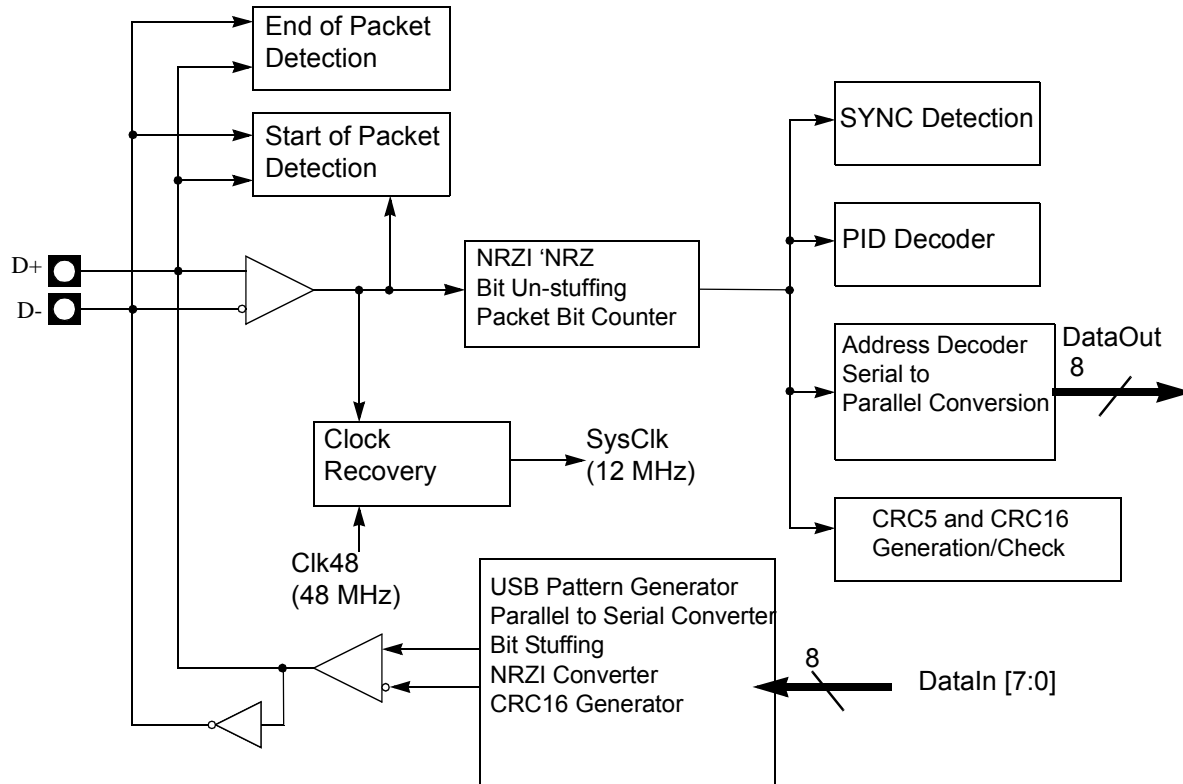 End of Packet
Detection
Start of Packet
Detection
SYNC Detection
PID Decoder
D+
D-
NRZI ‘NRZ
Bit Un-stuffing
Packet Bit Counter
Address Decoder
Serial to
Parallel Conversion
DataOut
8
Clock
Recovery
SysClk
(12 MHz)
CRC5 and CRC16
Generation/Check
Clk48
(48 MHz)
USB Pattern Generator
Parallel to Serial Converter
Bit Stuffing
NRZI Converter
CRC16 Generator
8
DataIn [7:0]